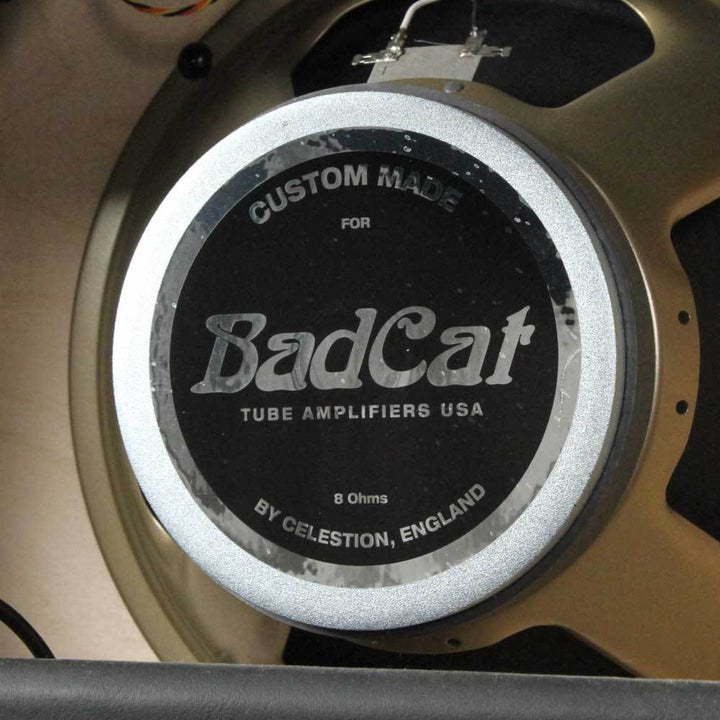 CUSTOM MADE
FOR
BadCat
TUBE AMPLIFIERS USA
8 Ohms
BY CELESTION, ENGLAND